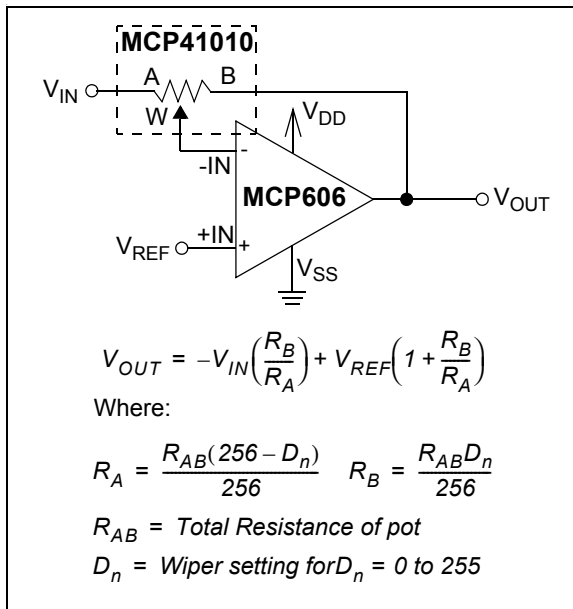 MCP41010
V_IN A B
W V_DD
-IN -
MCP606
V_OUT
V_REF +IN +
V_SS
V_OUT = -V_IN(R_B/R_A) + V_REF(1 + R_B/R_A)
Where:
R_A = R_AB(256 - D_n)/256 R_B = R_AB D_n/256
R_AB = Total Resistance of pot
D_n = Wiper setting forD_n = 0 to 255